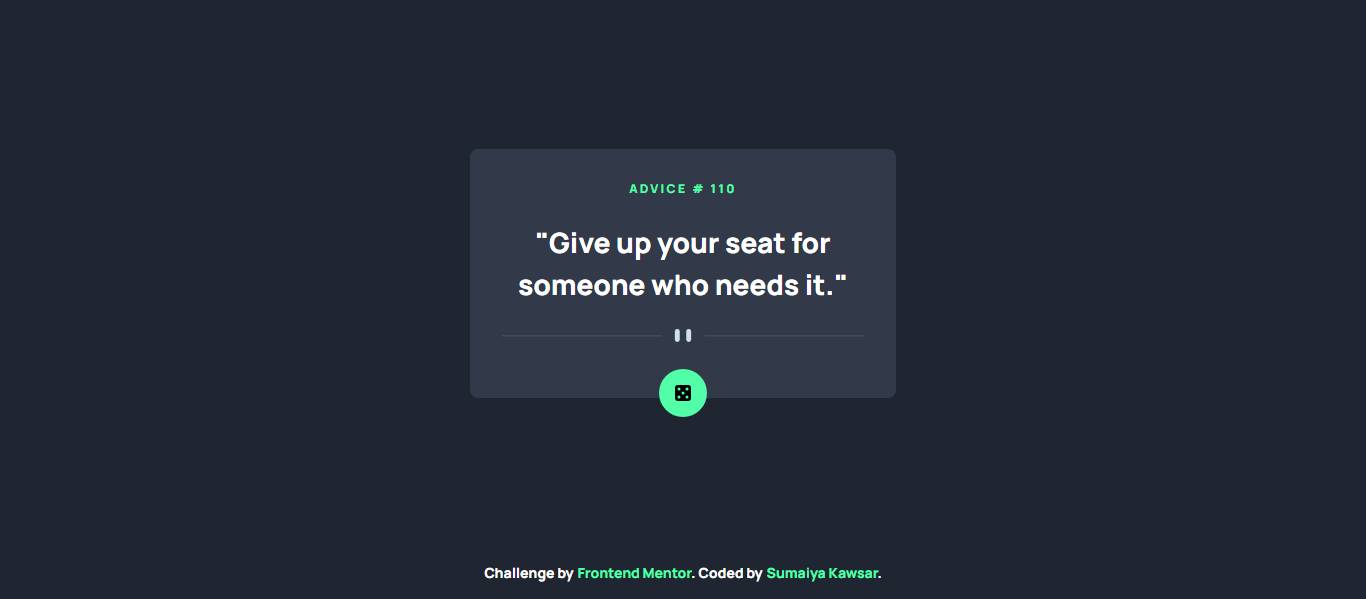 ADVICE # 110
"Give up your seat for
someone who needs it."
Challenge by Frontend Mentor. Coded by Sumaiya Kawsar.